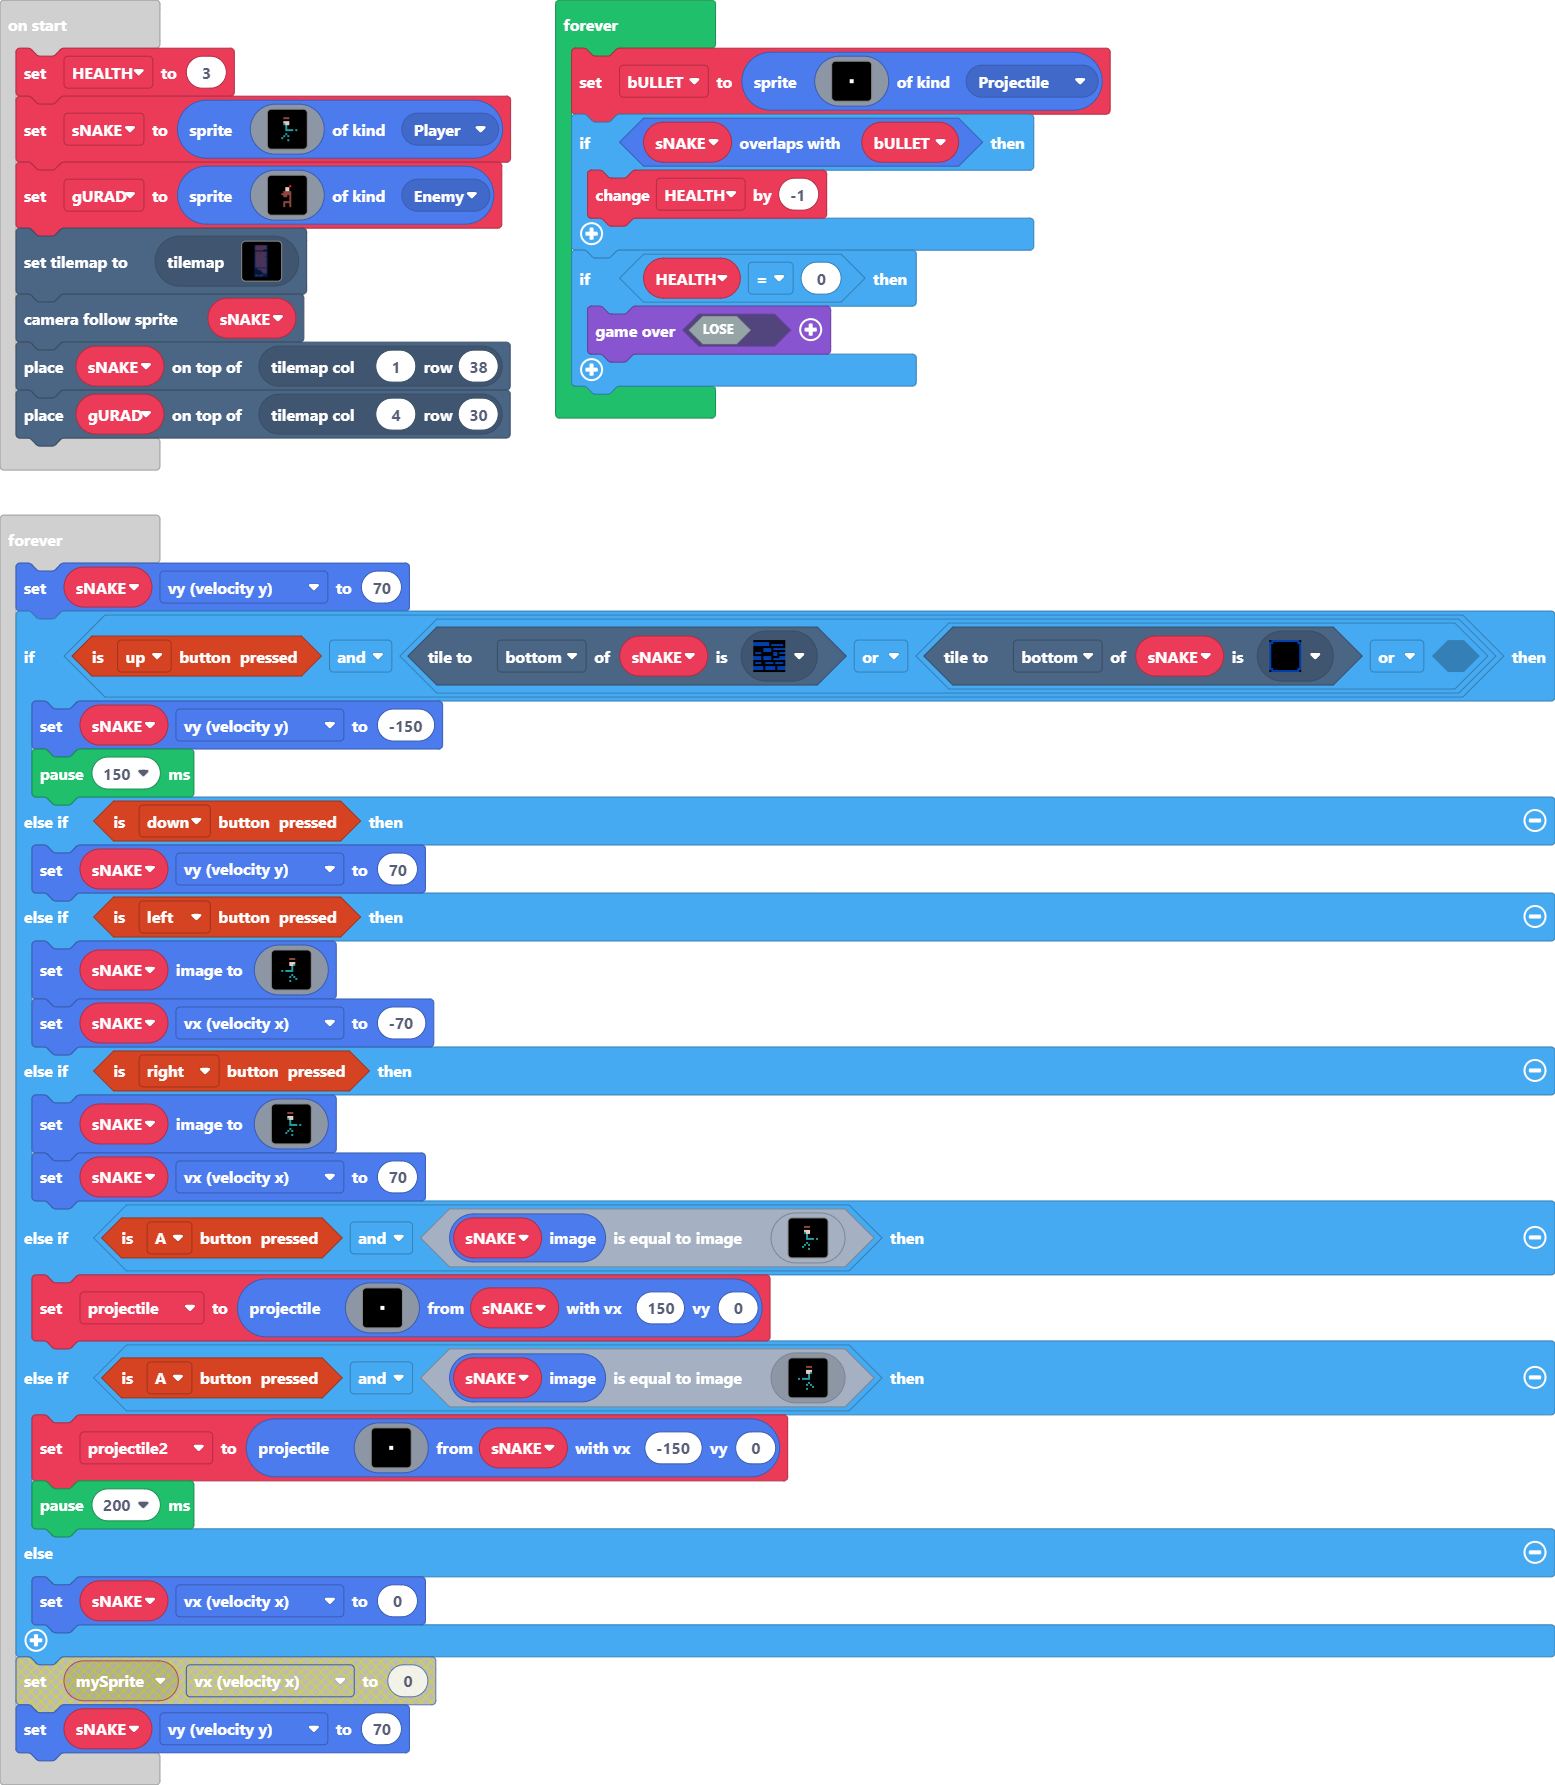 on start
set HEALTH to 3
set sNAKE to sprite of kind Player
set gURAD to sprite of kind Enemy
set tilemap to tilemap
camera follow sprite sNAKE
place sNAKE on top of tilemap col 1 row 38
place gURAD on top of tilemap col 4 row 30
forever
set bULLET to sprite of kind Projectile
if sNAKE overlaps with bULLET then
change HEALTH by -1
if HEALTH = 0 then
game over LOSE
forever
set sNAKE vy (velocity y) to 70
if is up button pressed and tile to bottom of sNAKE is or tile to bottom of sNAKE is or then
set sNAKE vy (velocity y) to -150
pause 150 ms
else if is down button pressed then
set sNAKE vy (velocity y) to 70
else if is left button pressed then
set sNAKE image to
set sNAKE vx (velocity x) to -70
else if is right button pressed then
set sNAKE image to
set sNAKE vx (velocity x) to 70
else if is A button pressed and sNAKE image is equal to image then
set projectile to projectile from sNAKE with vx 150 vy 0
else if is A button pressed and sNAKE image is equal to image then
set projectile2 to projectile from sNAKE with vx -150 vy 0
pause 200 ms
else
set sNAKE vx (velocity x) to 0
set mySprite vx (velocity x) to 0
set sNAKE vy (velocity y) to 70